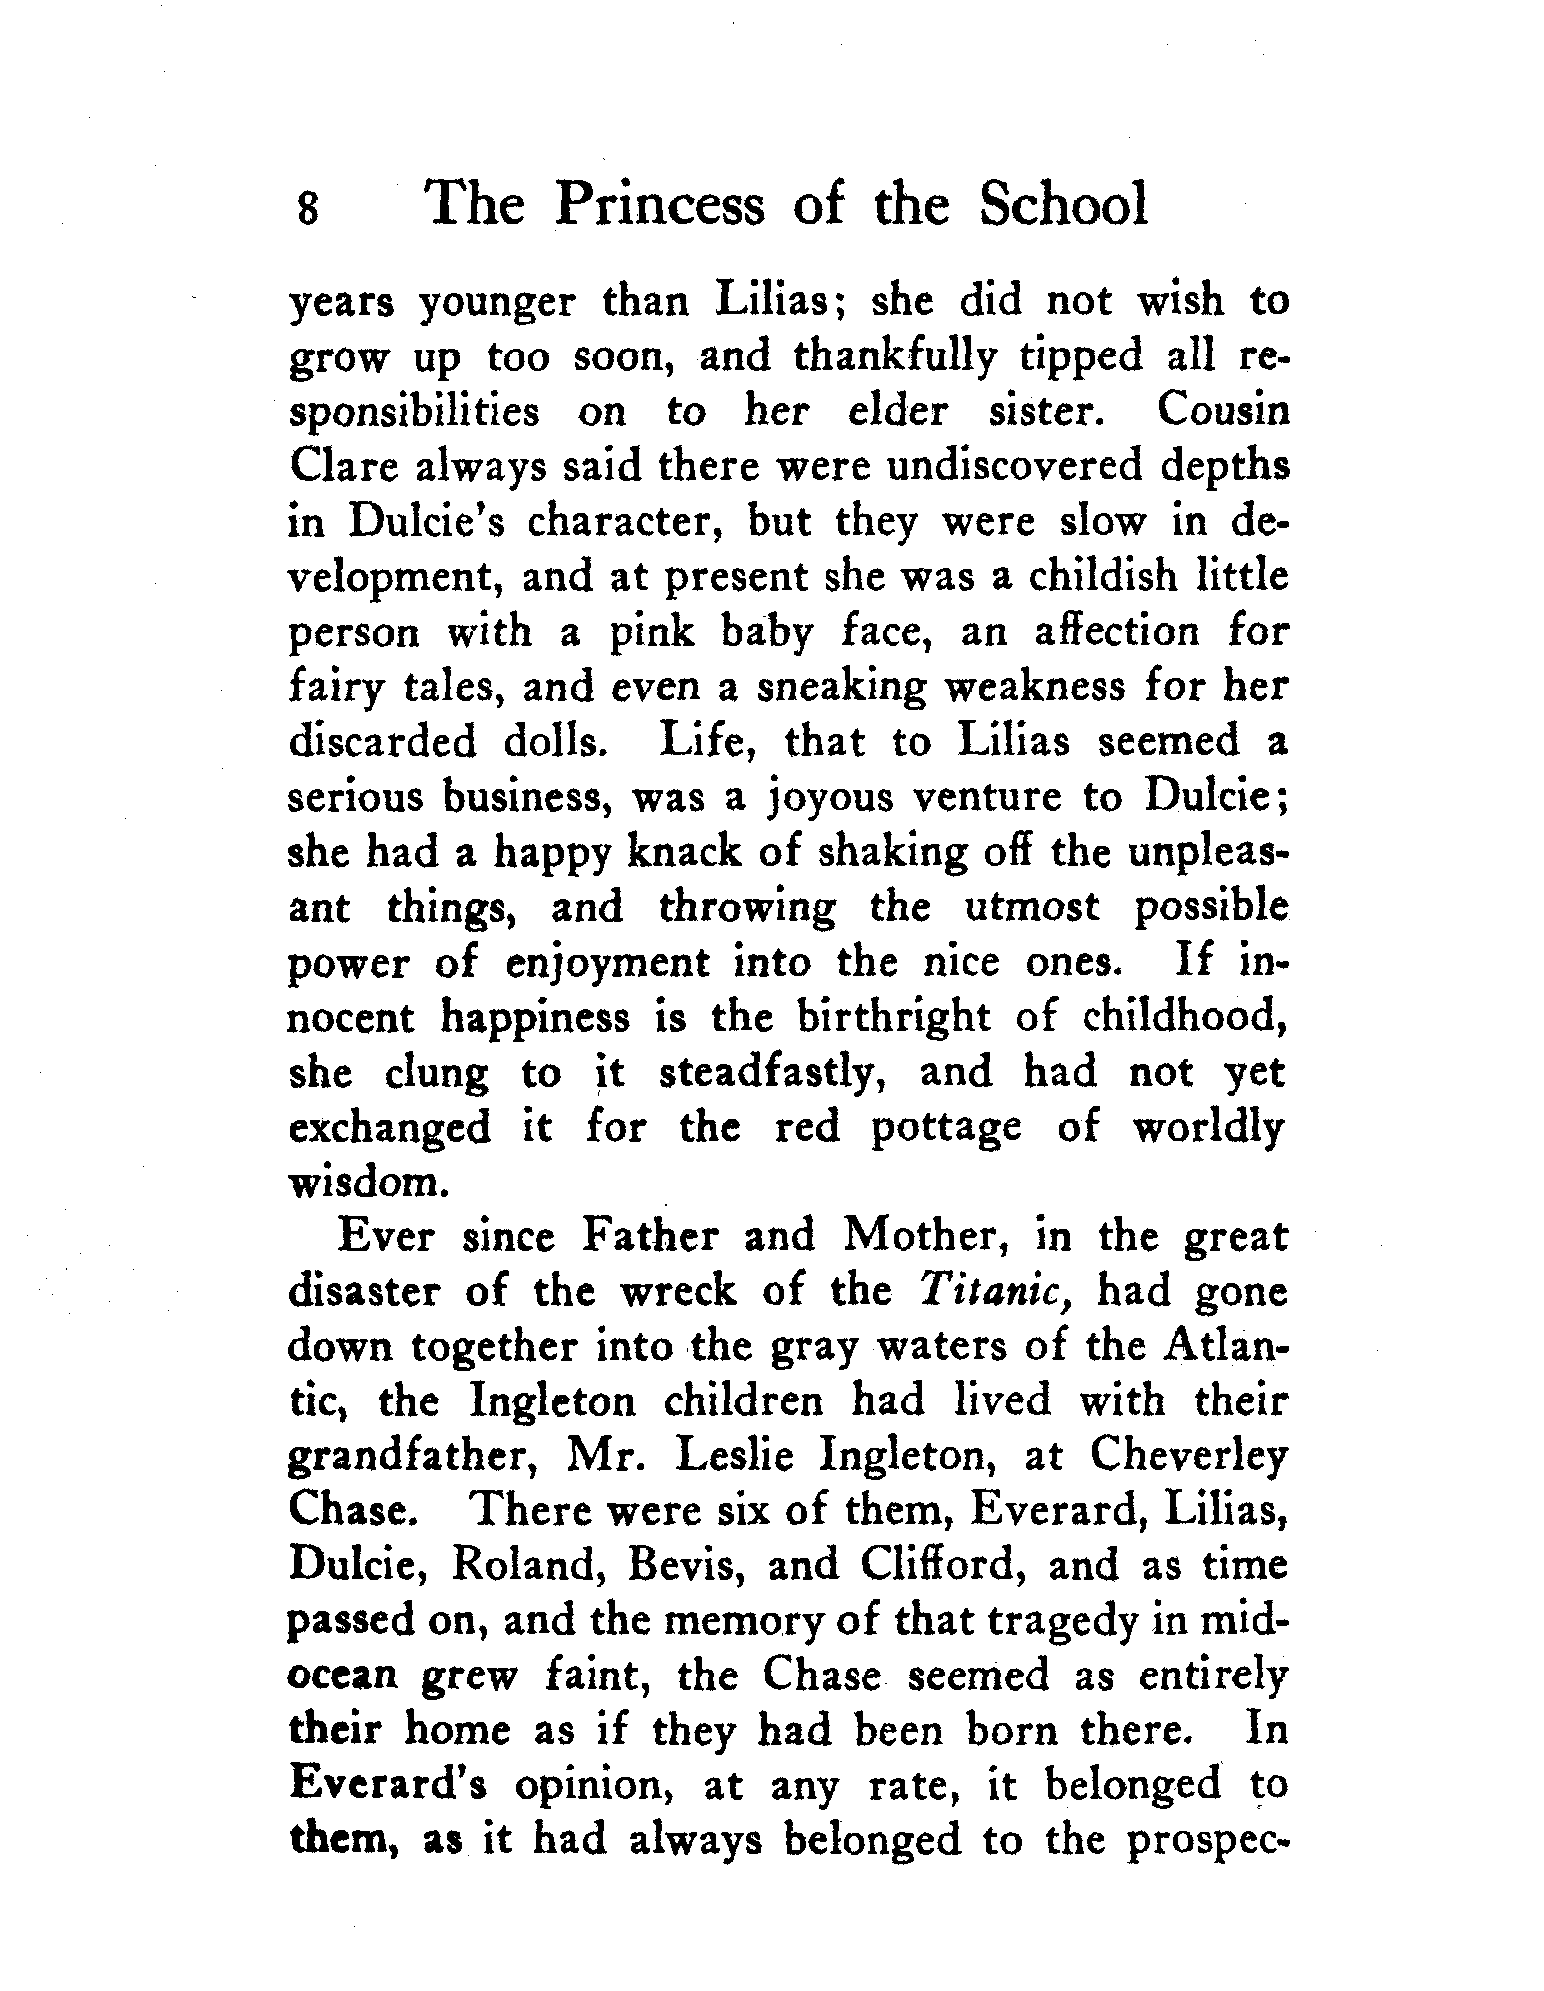 8 The Princess of the School
years younger than Lilias; she did not wish to
grow up too soon, and thankfully tipped all re-
sponsibilities on to her elder sister. Cousin
Clare always said there were undiscovered depths
in Dulcie's character, but they were slow in de-
velopment, and at present she was a childish little
person with a pink baby face, an affection for
fairy tales, and even a sneaking weakness for her
discarded dolls. Life, that to Lilias seemed a
serious business, was a joyous venture to Dulcie;
she had a happy knack of shaking off the unpleas-
ant things, and throwing the utmost possible
power of enjoyment into the nice ones. If in-
nocent happiness is the birthright of childhood,
she clung to it steadfastly, and had not yet
exchanged it for the red pottage of worldly
wisdom.
Ever since Father and Mother, in the great
disaster of the wreck of the Titanic, had gone
down together into the gray waters of the Atlan-
tic, the Ingleton children had lived with their
grandfather, Mr. Leslie Ingleton, at Cheverley
Chase. There were six of them, Everard, Lilias,
Dulcie, Roland, Bevis, and Clifford, and as time
passed on, and the memory of that tragedy in mid-
ocean grew faint, the Chase seemed as entirely
their home as if they had been born there. In
Everard's opinion, at any rate, it belonged to
them, as it had always belonged to the prospec-